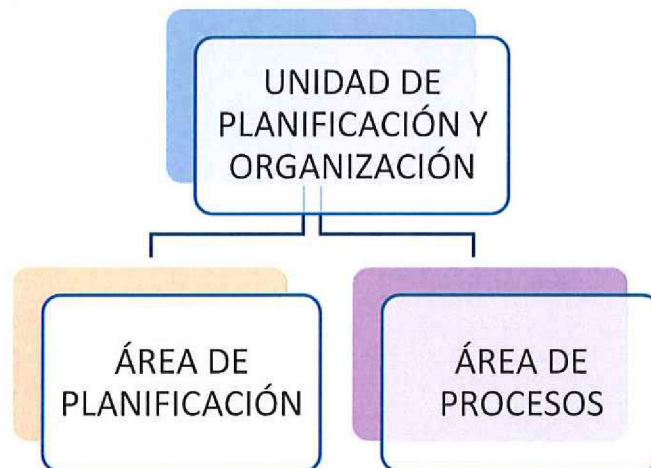 UNIDAD DE
PLANIFICACIÓN Y
ORGANIZACIÓN
ÁREA DE
PLANIFICACIÓN
ÁREA DE
PROCESOS